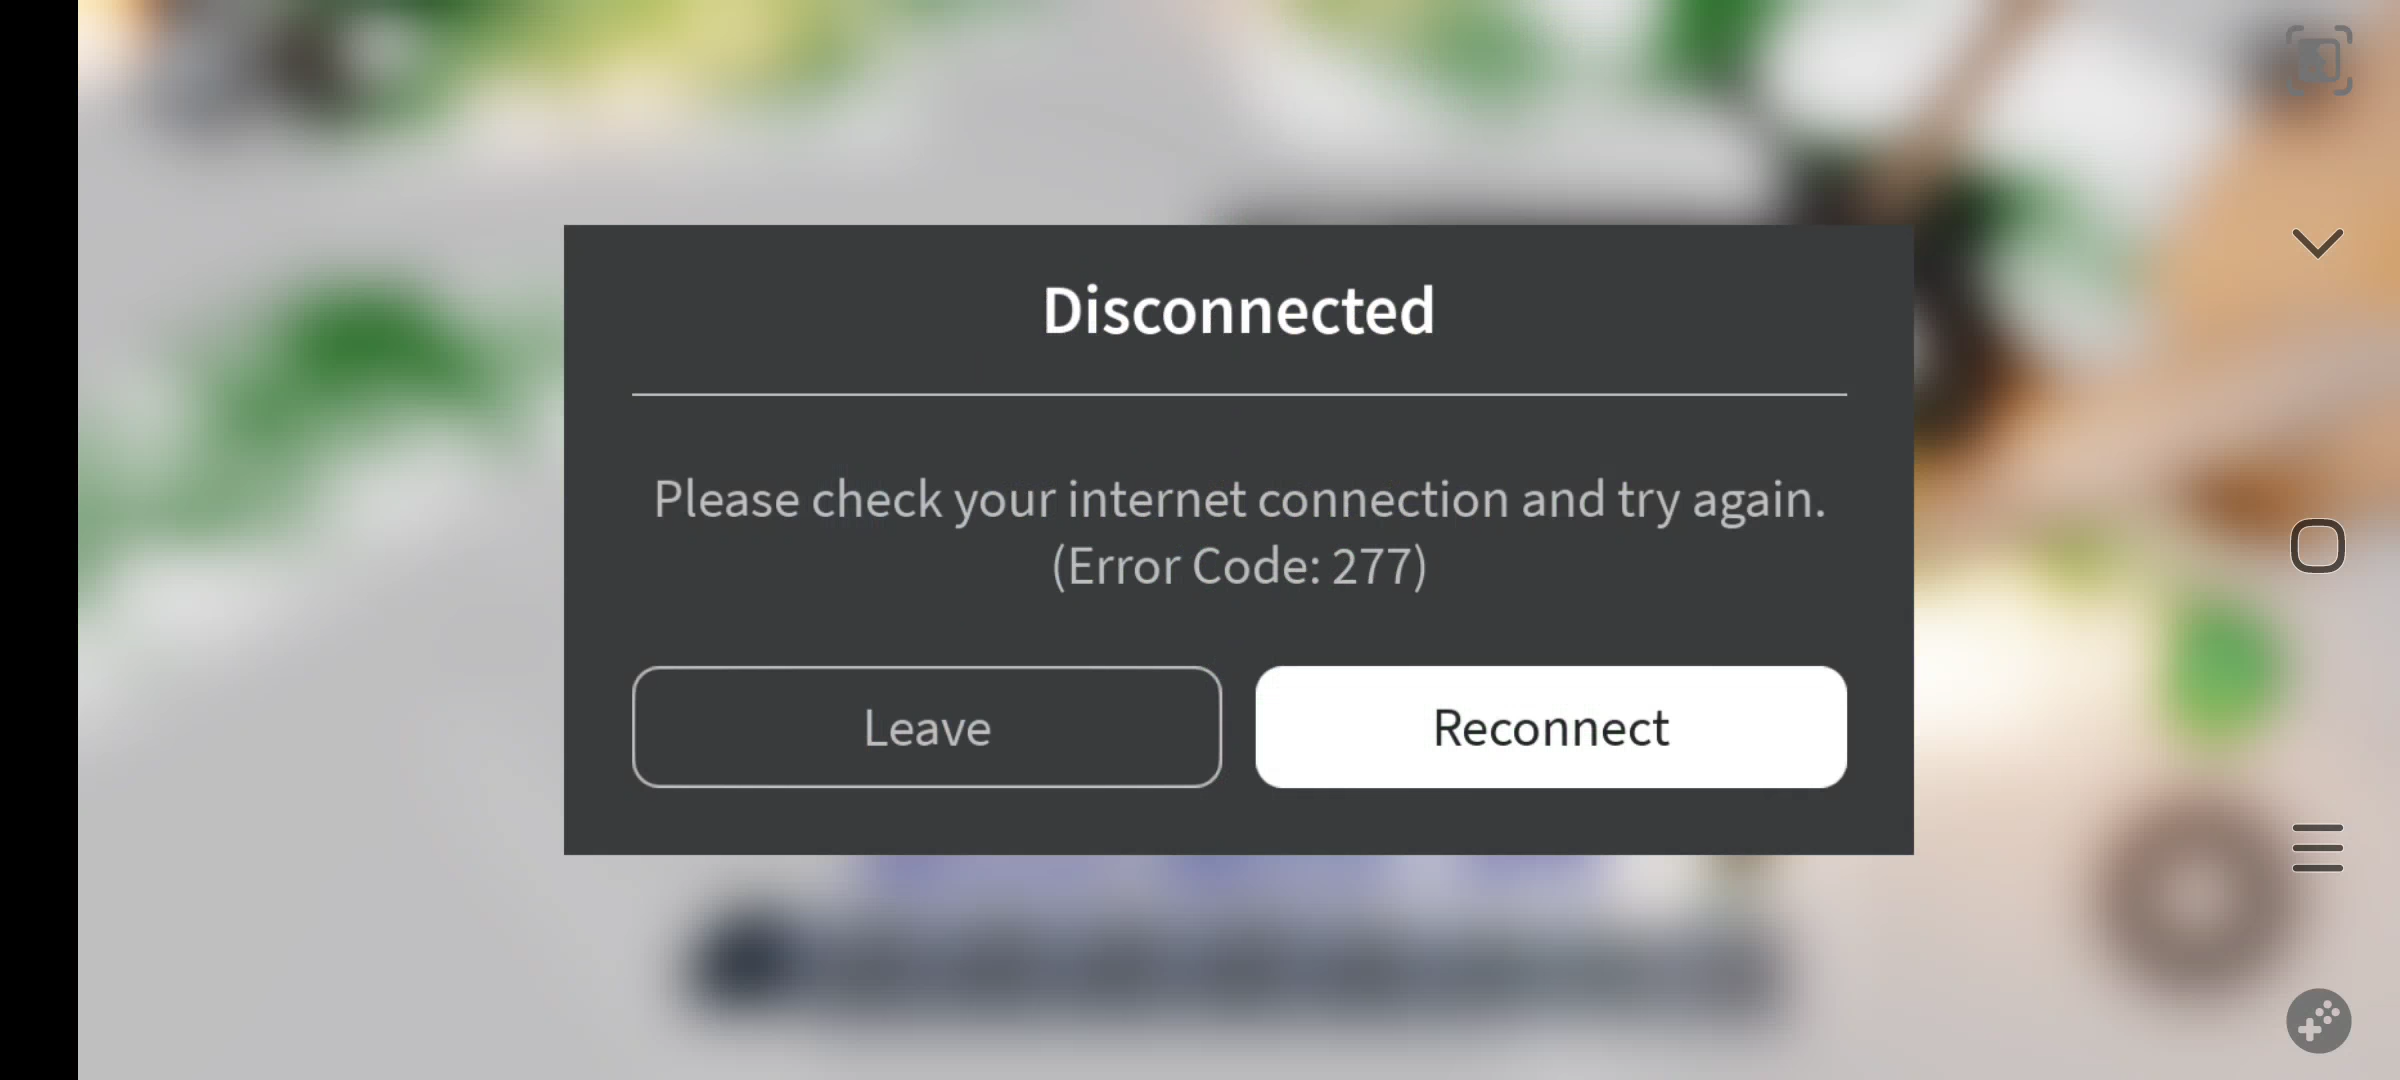 Disconnected
Please check your internet connection and try again.
(Error Code: 277)
Leave
Reconnect